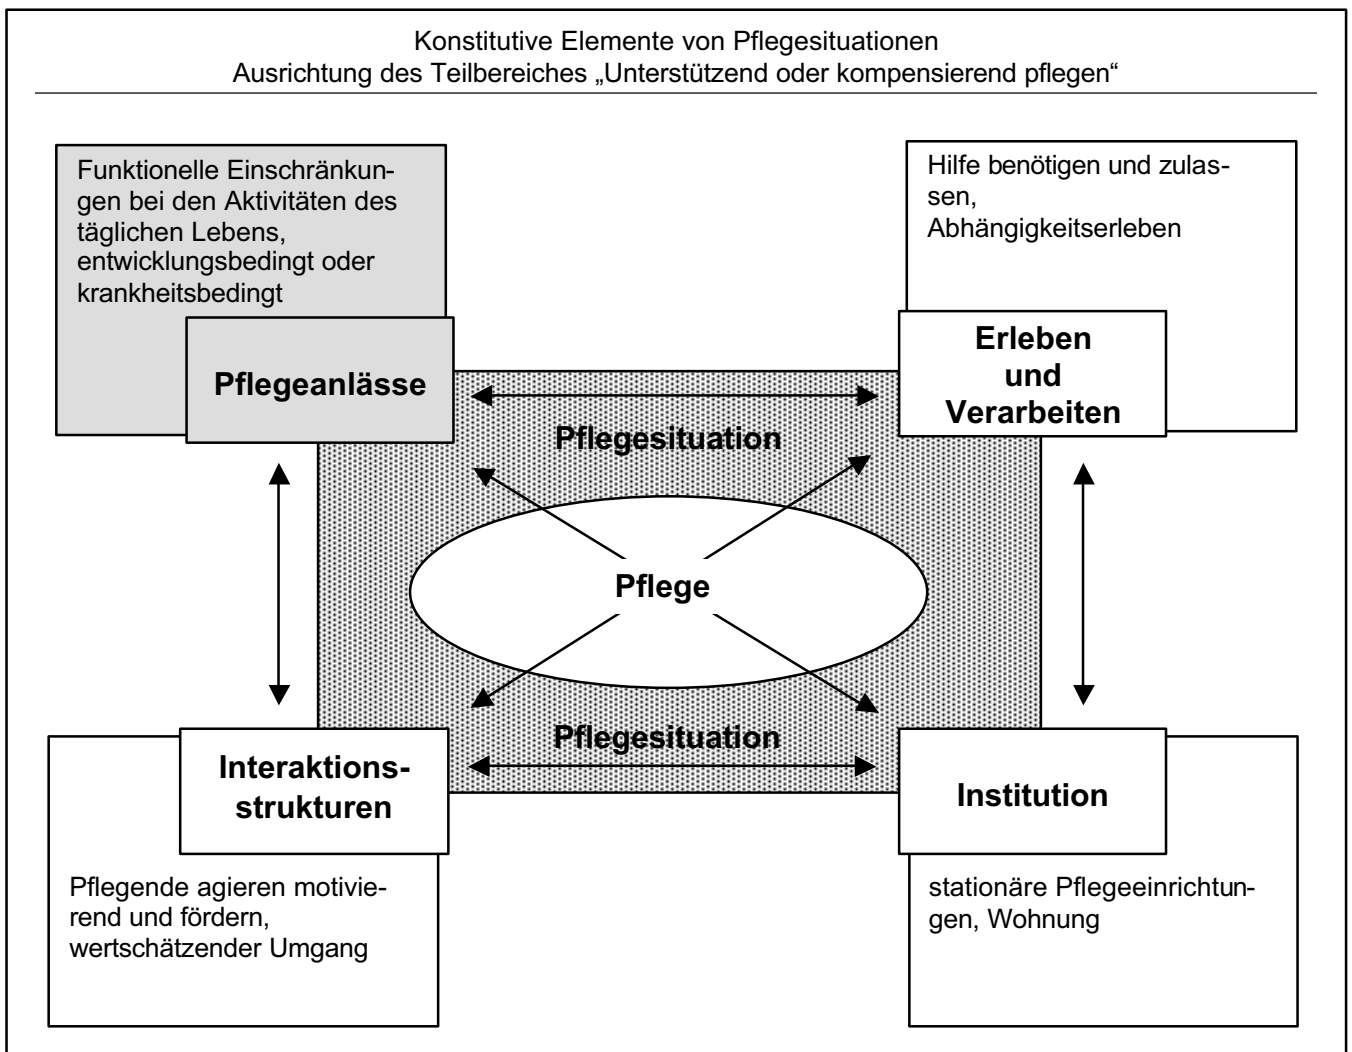 Konstitutive Elemente von Pflegesituationen
Ausrichtung des Teilbereiches „Unterstützend oder kompensierend pflegen“
Funktionelle Einschränkun-
gen bei den Aktivitäten des
täglichen Lebens,
entwicklungsbedingt oder
krankheitsbedingt
Pflegeanlässe
Hilfe benötigen und zulas-
sen,
Abhängigkeitserleben
Erleben
und
Verarbeiten
Pflegesituation
Pflege
Pflegesituation
Interaktions-
strukturen
Pflegende agieren motivie-
rend und fördern,
wertschätzender Umgang
Institution
stationäre Pflegeeinrichtun-
gen, Wohnung